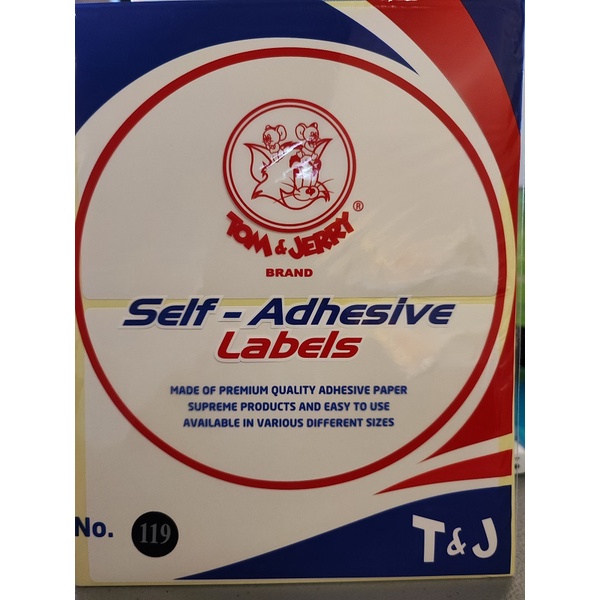 TOM & JERRY ®
BRAND
Self - Adhesive
Labels
MADE OF PREMIUM QUALITY ADHESIVE PAPER
SUPREME PRODUCTS AND EASY TO USE
AVAILABLE IN VARIOUS DIFFERENT SIZES
No. 119
T & J